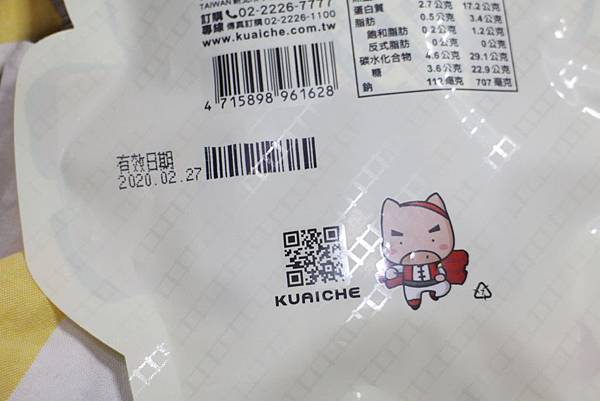 訂購 02-2226-7777
專線 傳真訂購 02-2226-1100
www.kuaiche.com.tw
4 715898 961628
蛋白質 2.7公克 17.2公克
脂肪 0.5公克 3.4公克
飽和脂肪 0.2公克 1.2公克
反式脂肪 0公克 0公克
碳水化合物 4.6公克 29.1公克
糖 3.6公克 22.9公克
鈉 毫克 707 毫克
有效日期
2020.02.27
KUAICHE